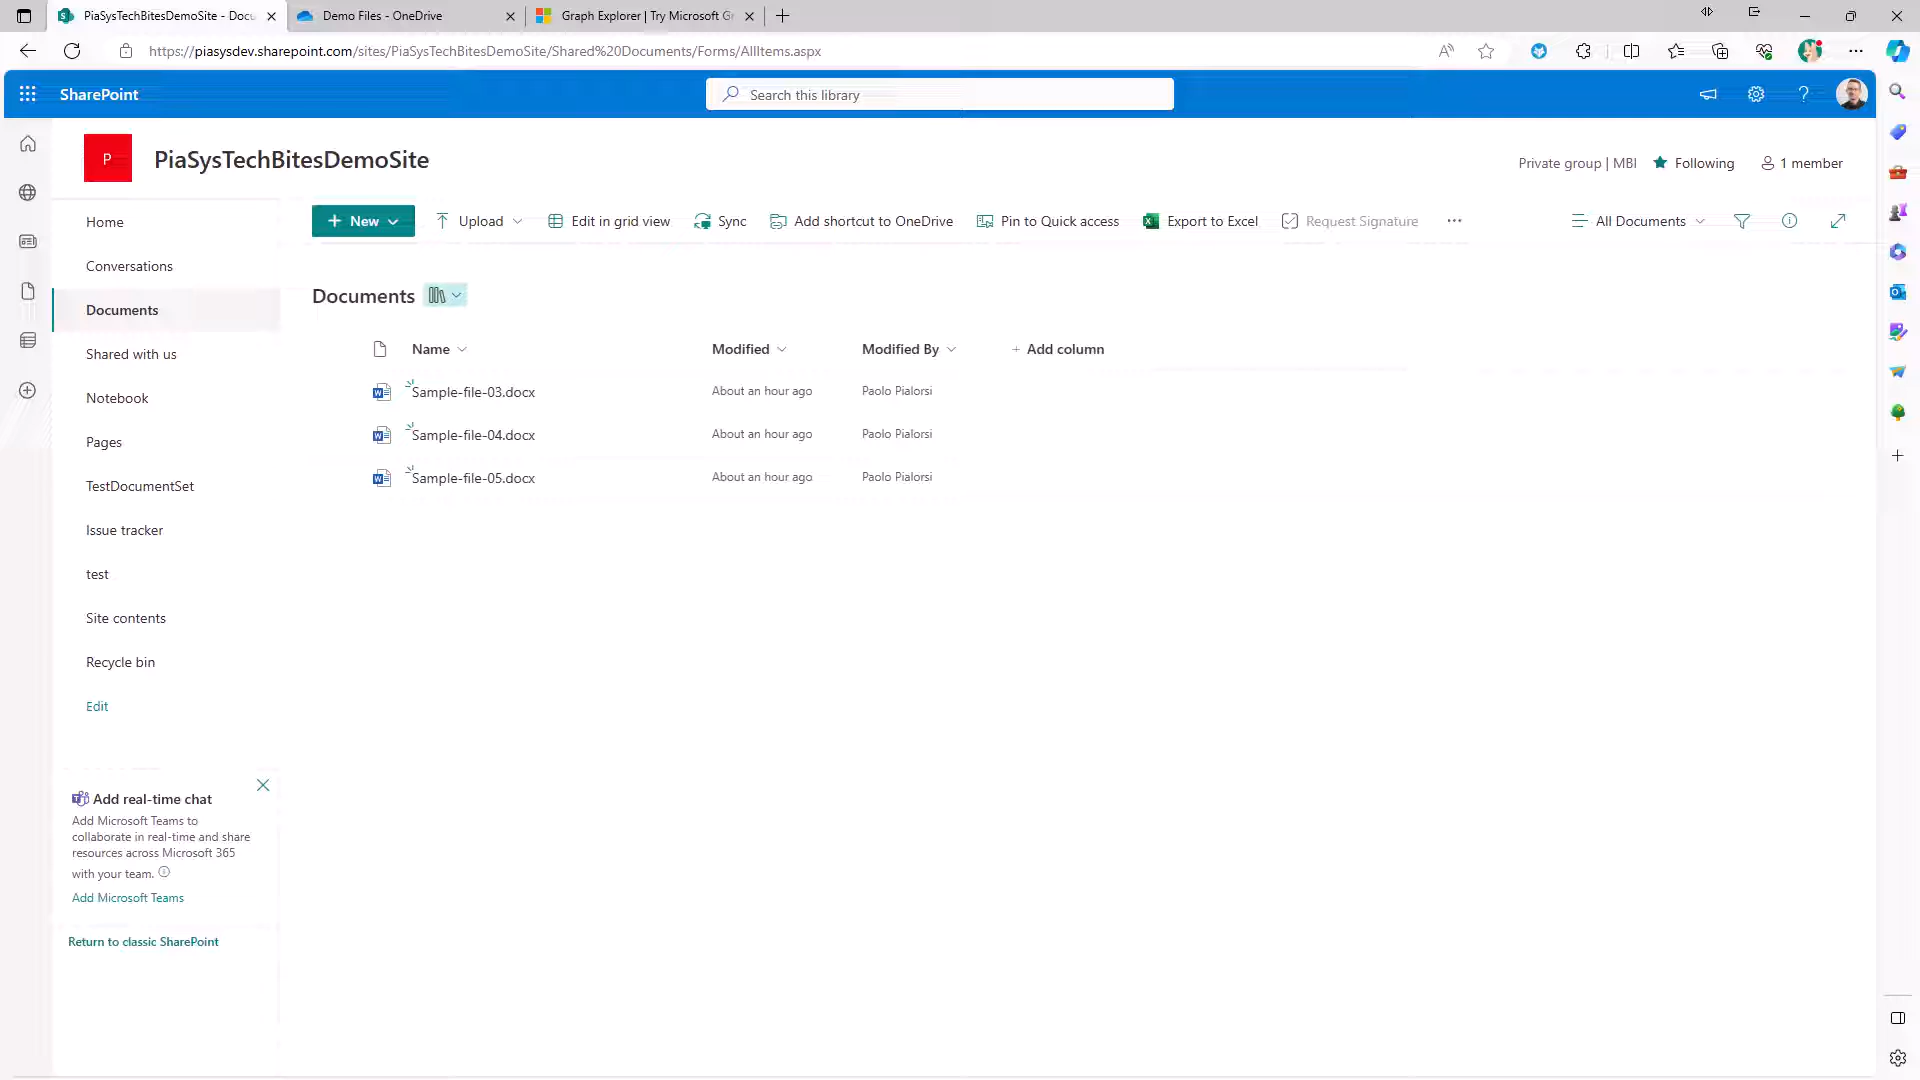 PiaSysTechBitesDemoSite - Docu
Demo Files - OneDrive
Graph Explorer | Try Microsoft Gr
https://piasysdev.sharepoint.com/sites/PiaSysTechBitesDemoSite/Shared%20Documents/Forms/AllItems.aspx
SharePoint
Search this library
P
PiaSysTechBitesDemoSite
Private group | MBI
Following
1 member
Home
Conversations
Documents
Shared with us
Notebook
Pages
TestDocumentSet
Issue tracker
test
Site contents
Recycle bin
Edit
New
Upload
Edit in grid view
Sync
Add shortcut to OneDrive
Pin to Quick access
Export to Excel
Request Signature
All Documents
Documents
Name
Modified
Modified By
Add column
Sample-file-03.docx
About an hour ago
Paolo Pialorsi
Sample-file-04.docx
About an hour ago
Paolo Pialorsi
Sample-file-05.docx
About an hour ago
Paolo Pialorsi
Add real-time chat
Add Microsoft Teams to
collaborate in real-time and share
resources across Microsoft 365
with your team.
Add Microsoft Teams
Return to classic SharePoint